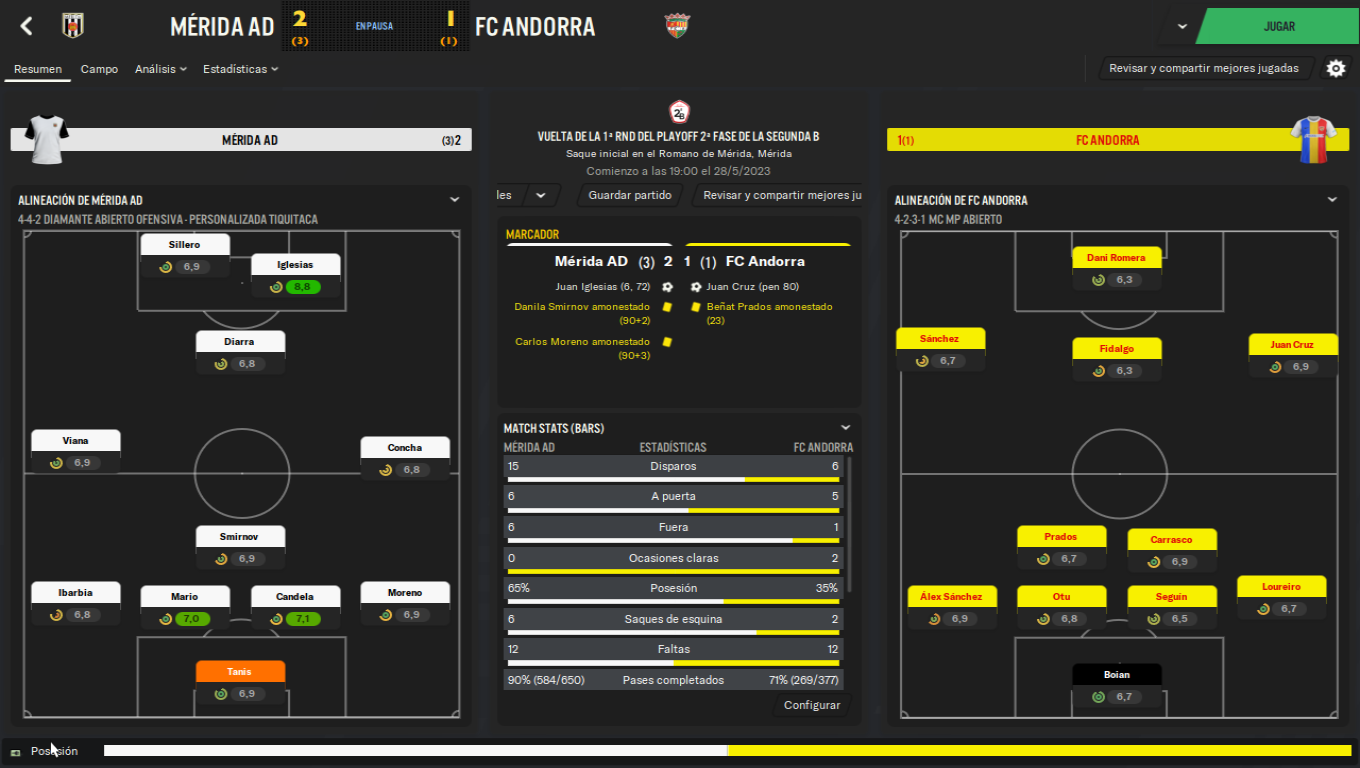 MÉRIDA AD 2 EN PAUSA 1 FC ANDORRA
(3) (1)
JUGAR
Resumen Campo Análisis Estadísticas
Revisar y compartir mejores jugadas
MÉRIDA AD (3)2
ALINEACIÓN DE MÉRIDA AD
4-4-2 DIAMANTE ABIERTO OFENSIVA - PERSONALIZADA TIQUITACA
Sillero
6,9
Iglesias
8,8
Diarra
6,8
Viana
6,9
Concha
6,8
Smirnov
6,9
Ibarbia
6,8
Mario
7,0
Candela
7,1
Moreno
6,9
Tanis
6,9
2ªB
VUELTA DE LA 1ª RND DEL PLAYOFF 2ª FASE DE LA SEGUNDA B
Saque inicial en el Romano de Mérida, Mérida
Comienzo a las 19:00 el 28/5/2023
les Guardar partido Revisar y compartir mejores ju
MARCADOR
Mérida AD (3) 2 1 (1) FC Andorra
Juan Iglesias (6, 72) Juan Cruz (pen 80)
Danila Smirnov amonestado Beñat Prados amonestado
(90+2) (23)
Carlos Moreno amonestado
(90+3)
MATCH STATS (BARS)
MÉRIDA AD ESTADÍSTICAS FC ANDORRA
15 Disparos 6
6 A puerta 5
6 Fuera 1
0 Ocasiones claras 2
65% Posesión 35%
6 Saques de esquina 2
12 Faltas 12
90% (584/650) Pases completados 71% (269/377)
Configurar
1(1) FC ANDORRA
ALINEACIÓN DE FC ANDORRA
4-2-3-1 MC MP ABIERTO
Dani Romera
6,3
Sánchez
6,7
Fidalgo
6,3
Juan Cruz
6,9
Prados
6,7
Carrasco
6,9
Álex Sánchez
6,9
Otu
6,8
Seguín
6,5
Loureiro
6,7
Boian
6,7
Posesión